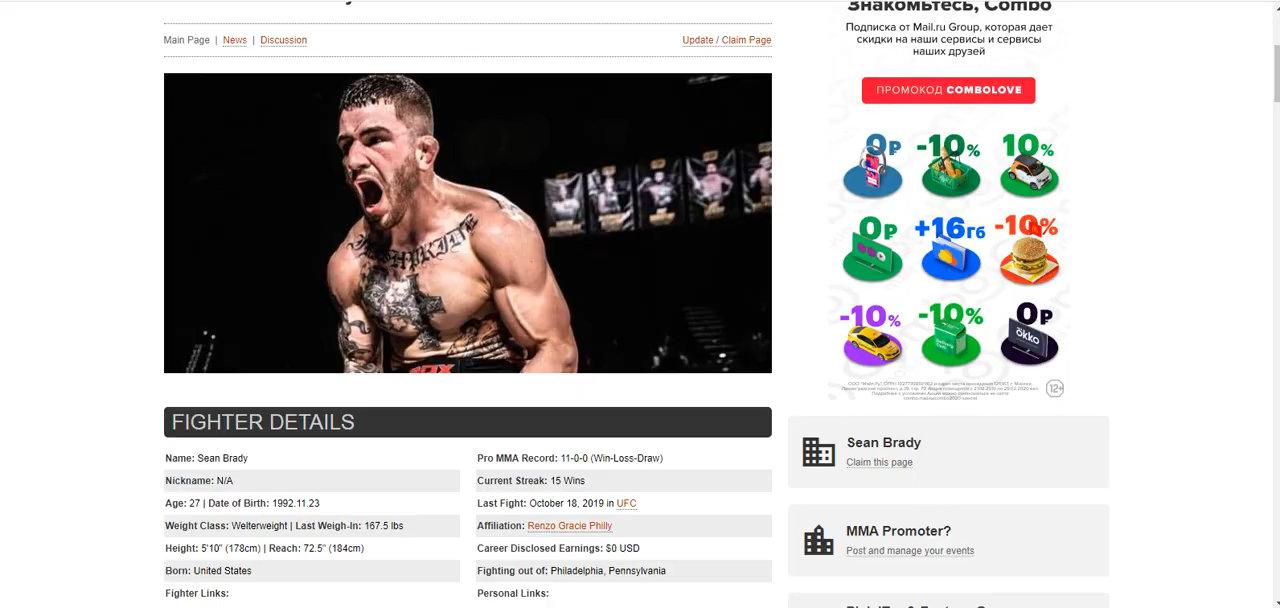 Main Page | News | Discussion
Update / Claim Page
FIGHTER DETAILS
Name: Sean Brady
Nickname: N/A
Age: 27 | Date of Birth: 1992.11.23
Weight Class: Welterweight | Last Weigh-In: 167.5 lbs
Height: 5'10" (178cm) | Reach: 72.5" (184cm)
Born: United States
Fighter Links:
Pro MMA Record: 11-0-0 (Win-Loss-Draw)
Current Streak: 15 Wins
Last Fight: October 18, 2019 in UFC
Affiliation: Renzo Gracie Philly
Career Disclosed Earnings: $0 USD
Fighting out of: Philadelphia, Pennsylvania
Personal Links:
Знакомьтесь, Combo
Подписка от Mail.ru Group, которая дает
скидки на наши сервисы и сервисы
наших друзей
ПРОМОКОД COMBOLOVE
0₽ -10% 10%
0₽ +16Гб -10%
-10% -10% 0₽
okko
12+
Sean Brady
Claim this page
MMA Promoter?
Post and manage your events